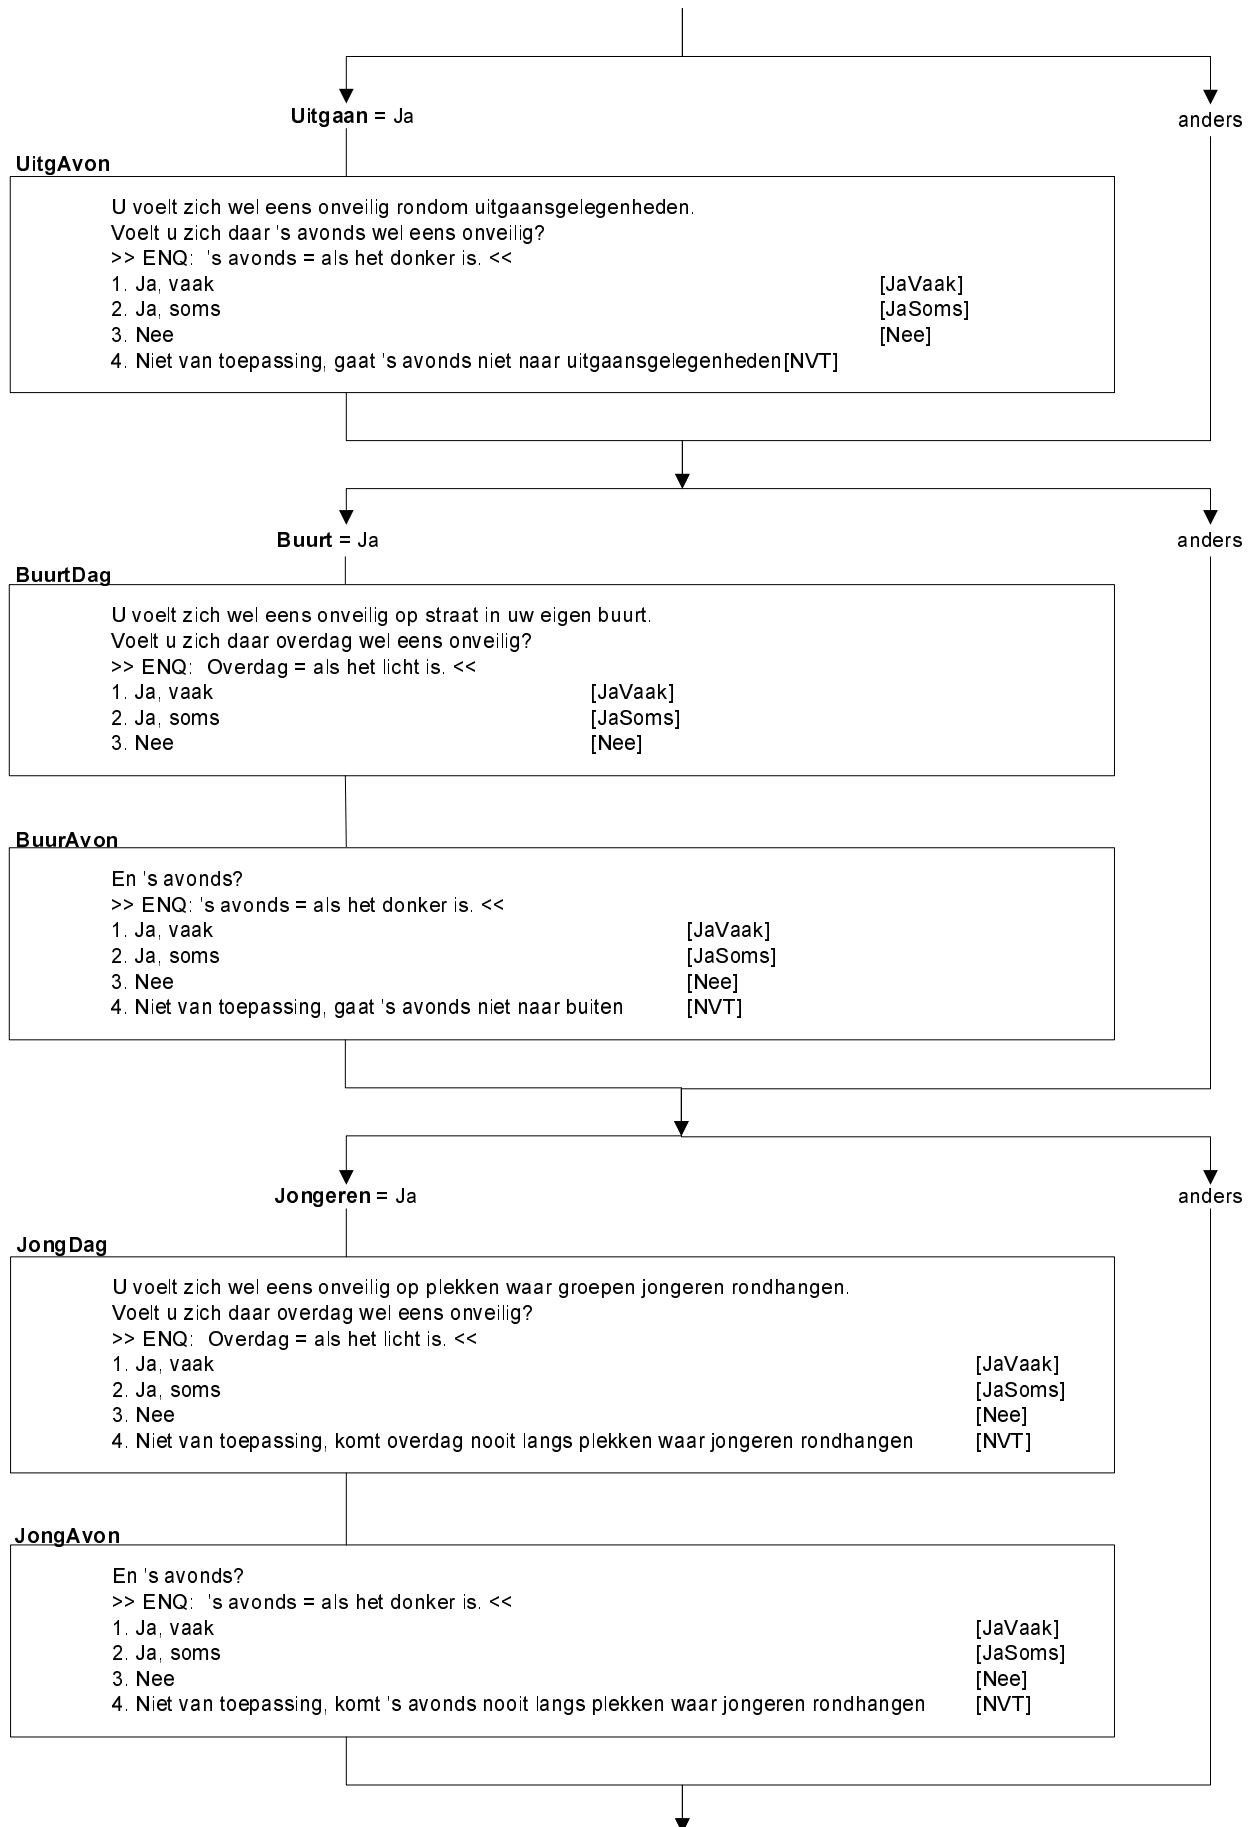 Uitgaan = Ja
anders
UitgAvon
U voelt zich wel eens onveilig rondom uitgaansgelegenheden.
Voelt u zich daar 's avonds wel eens onveilig?
>> ENQ:  's avonds = als het donker is. <<
1. Ja, vaak [JaVaak]
2. Ja, soms [JaSoms]
3. Nee [Nee]
4. Niet van toepassing, gaat 's avonds niet naar uitgaansgelegenheden[NVT]
Buurt = Ja
anders
BuurtDag
U voelt zich wel eens onveilig op straat in uw eigen buurt.
Voelt u zich daar overdag wel eens onveilig?
>> ENQ:  Overdag = als het licht is. <<
1. Ja, vaak [JaVaak]
2. Ja, soms [JaSoms]
3. Nee [Nee]
BuurAvon
En 's avonds?
>> ENQ: 's avonds = als het donker is. <<
1. Ja, vaak [JaVaak]
2. Ja, soms [JaSoms]
3. Nee [Nee]
4. Niet van toepassing, gaat 's avonds niet naar buiten [NVT]
Jongeren = Ja
anders
JongDag
U voelt zich wel eens onveilig op plekken waar groepen jongeren rondhangen.
Voelt u zich daar overdag wel eens onveilig?
>> ENQ:  Overdag = als het licht is. <<
1. Ja, vaak [JaVaak]
2. Ja, soms [JaSoms]
3. Nee [Nee]
4. Niet van toepassing, komt overdag nooit langs plekken waar jongeren rondhangen [NVT]
JongAvon
En 's avonds?
>> ENQ:  's avonds = als het donker is. <<
1. Ja, vaak [JaVaak]
2. Ja, soms [JaSoms]
3. Nee [Nee]
4. Niet van toepassing, komt 's avonds nooit langs plekken waar jongeren rondhangen [NVT]